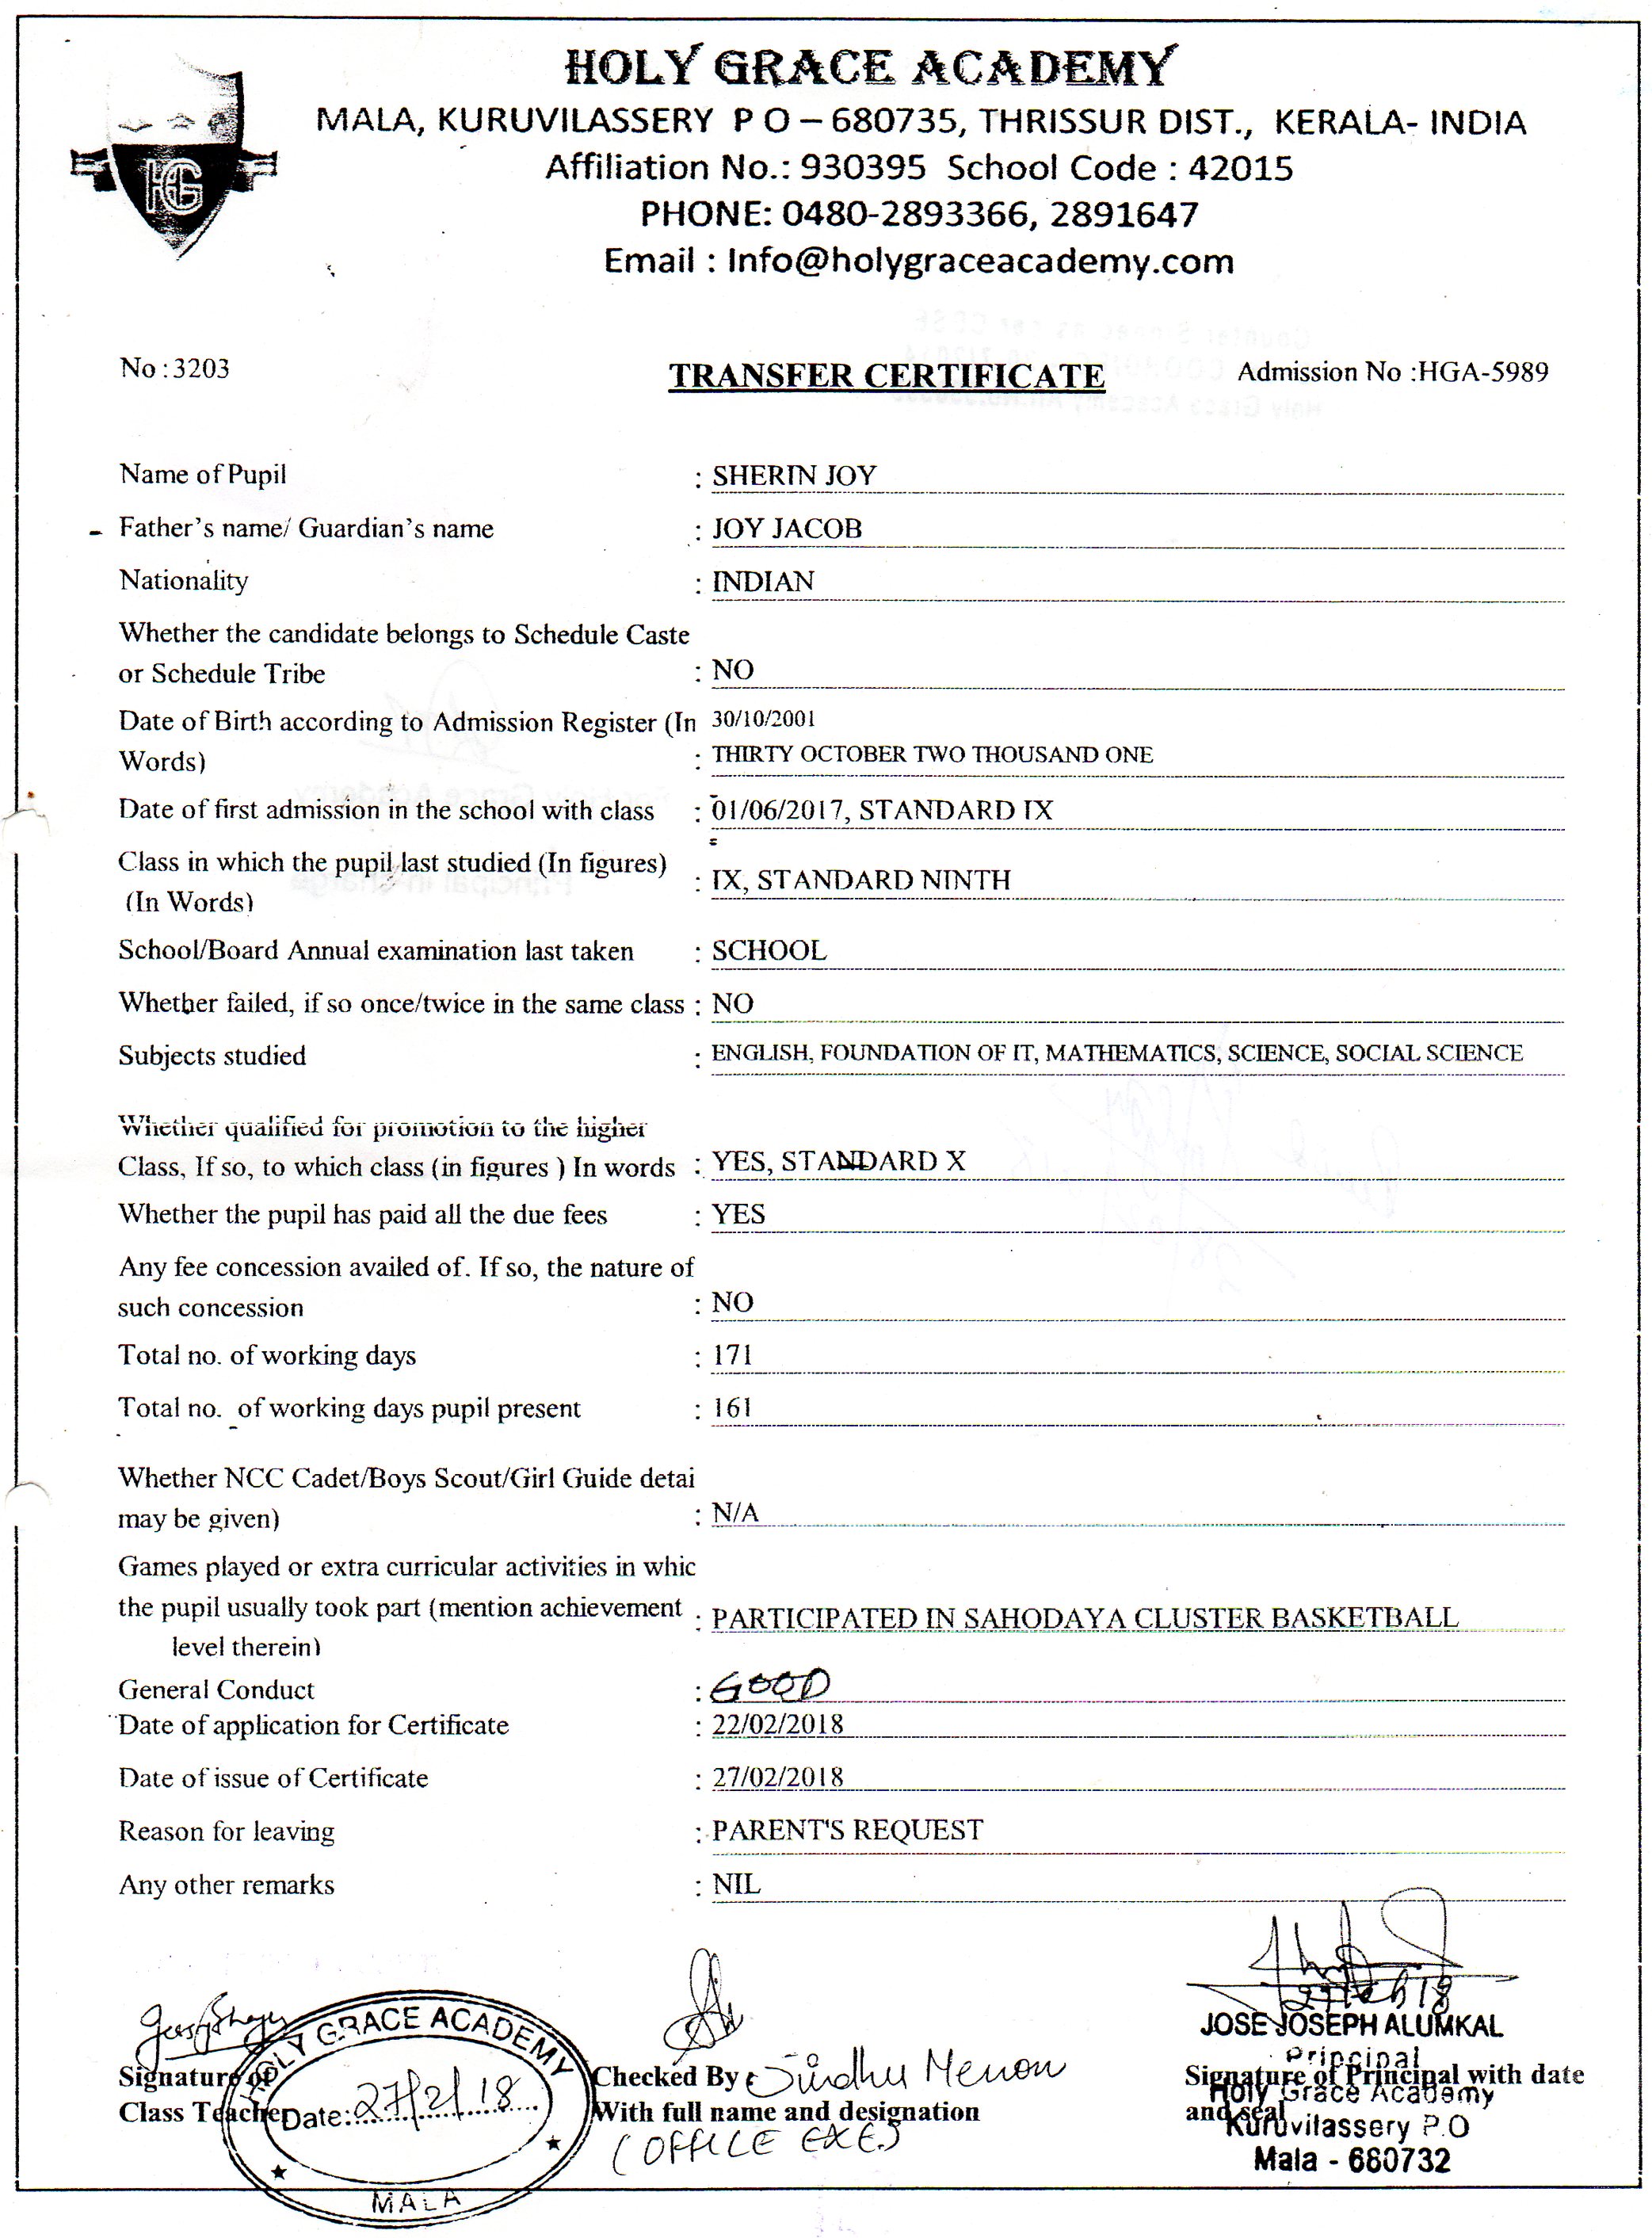 HOLY GRACE ACADEMY
MALA, KURUVILASSERY P O – 680735, THRISSUR DIST., KERALA- INDIA
Affiliation No.: 930395 School Code : 42015
PHONE: 0480-2893366, 2891647
Email : Info@holygraceacademy.com
HG
No :3203 TRANSFER CERTIFICATE Admission No :HGA-5989
Name of Pupil : SHERIN JOY
Father's name/ Guardian's name : JOY JACOB
Nationality : INDIAN
Whether the candidate belongs to Schedule Caste
or Schedule Tribe : NO
Date of Birth according to Admission Register (In 30/10/2001
Words) : THIRTY OCTOBER TWO THOUSAND ONE
Date of first admission in the school with class : 01/06/2017, STANDARD IX
Class in which the pupil last studied (In figures)
(In Words) : IX, STANDARD NINTH
School/Board Annual examination last taken : SCHOOL
Whether failed, if so once/twice in the same class : NO
Subjects studied : ENGLISH, FOUNDATION OF IT, MATHEMATICS, SCIENCE, SOCIAL SCIENCE
Whether qualified for promotion to the higher
Class, If so, to which class (in figures ) In words : YES, STANDARD X
Whether the pupil has paid all the due fees : YES
Any fee concession availed of. If so, the nature of
such concession : NO
Total no. of working days : 171
Total no. of working days pupil present : 161
Whether NCC Cadet/Boys Scout/Girl Guide detai
may be given) : N/A
Games played or extra curricular activities in whic
the pupil usually took part (mention achievement : PARTICIPATED IN SAHODAYA CLUSTER BASKETBALL
level therein)
General Conduct : GOOD
Date of application for Certificate : 22/02/2018
Date of issue of Certificate : 27/02/2018
Reason for leaving : PARENT'S REQUEST
Any other remarks : NIL
27 Feb 18
JOSE JOSEPH ALUMKAL
Principal
Holy Grace Academy
Kuruvilassery P.O
Mala - 680732
Signature of Principal with date
and seal
Signature of
Class Teacher
HOLY GRACE ACADEMY
Date: 27/2/18
MALA
Checked By : Sindhu Menon
With full name and designation
(OFFICE EXE.)